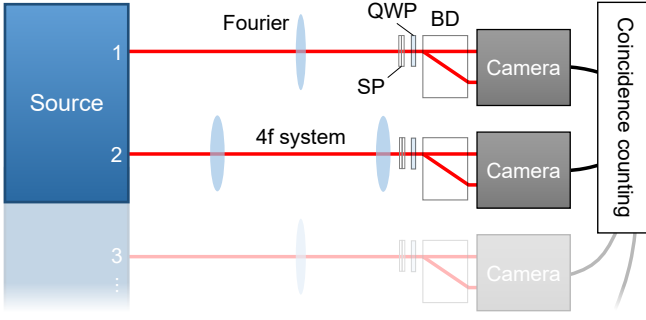 Fourier
QWP
BD
1
SP
Camera
Source
Coincidence counting
2
4f system
Camera
3
Camera
⋮